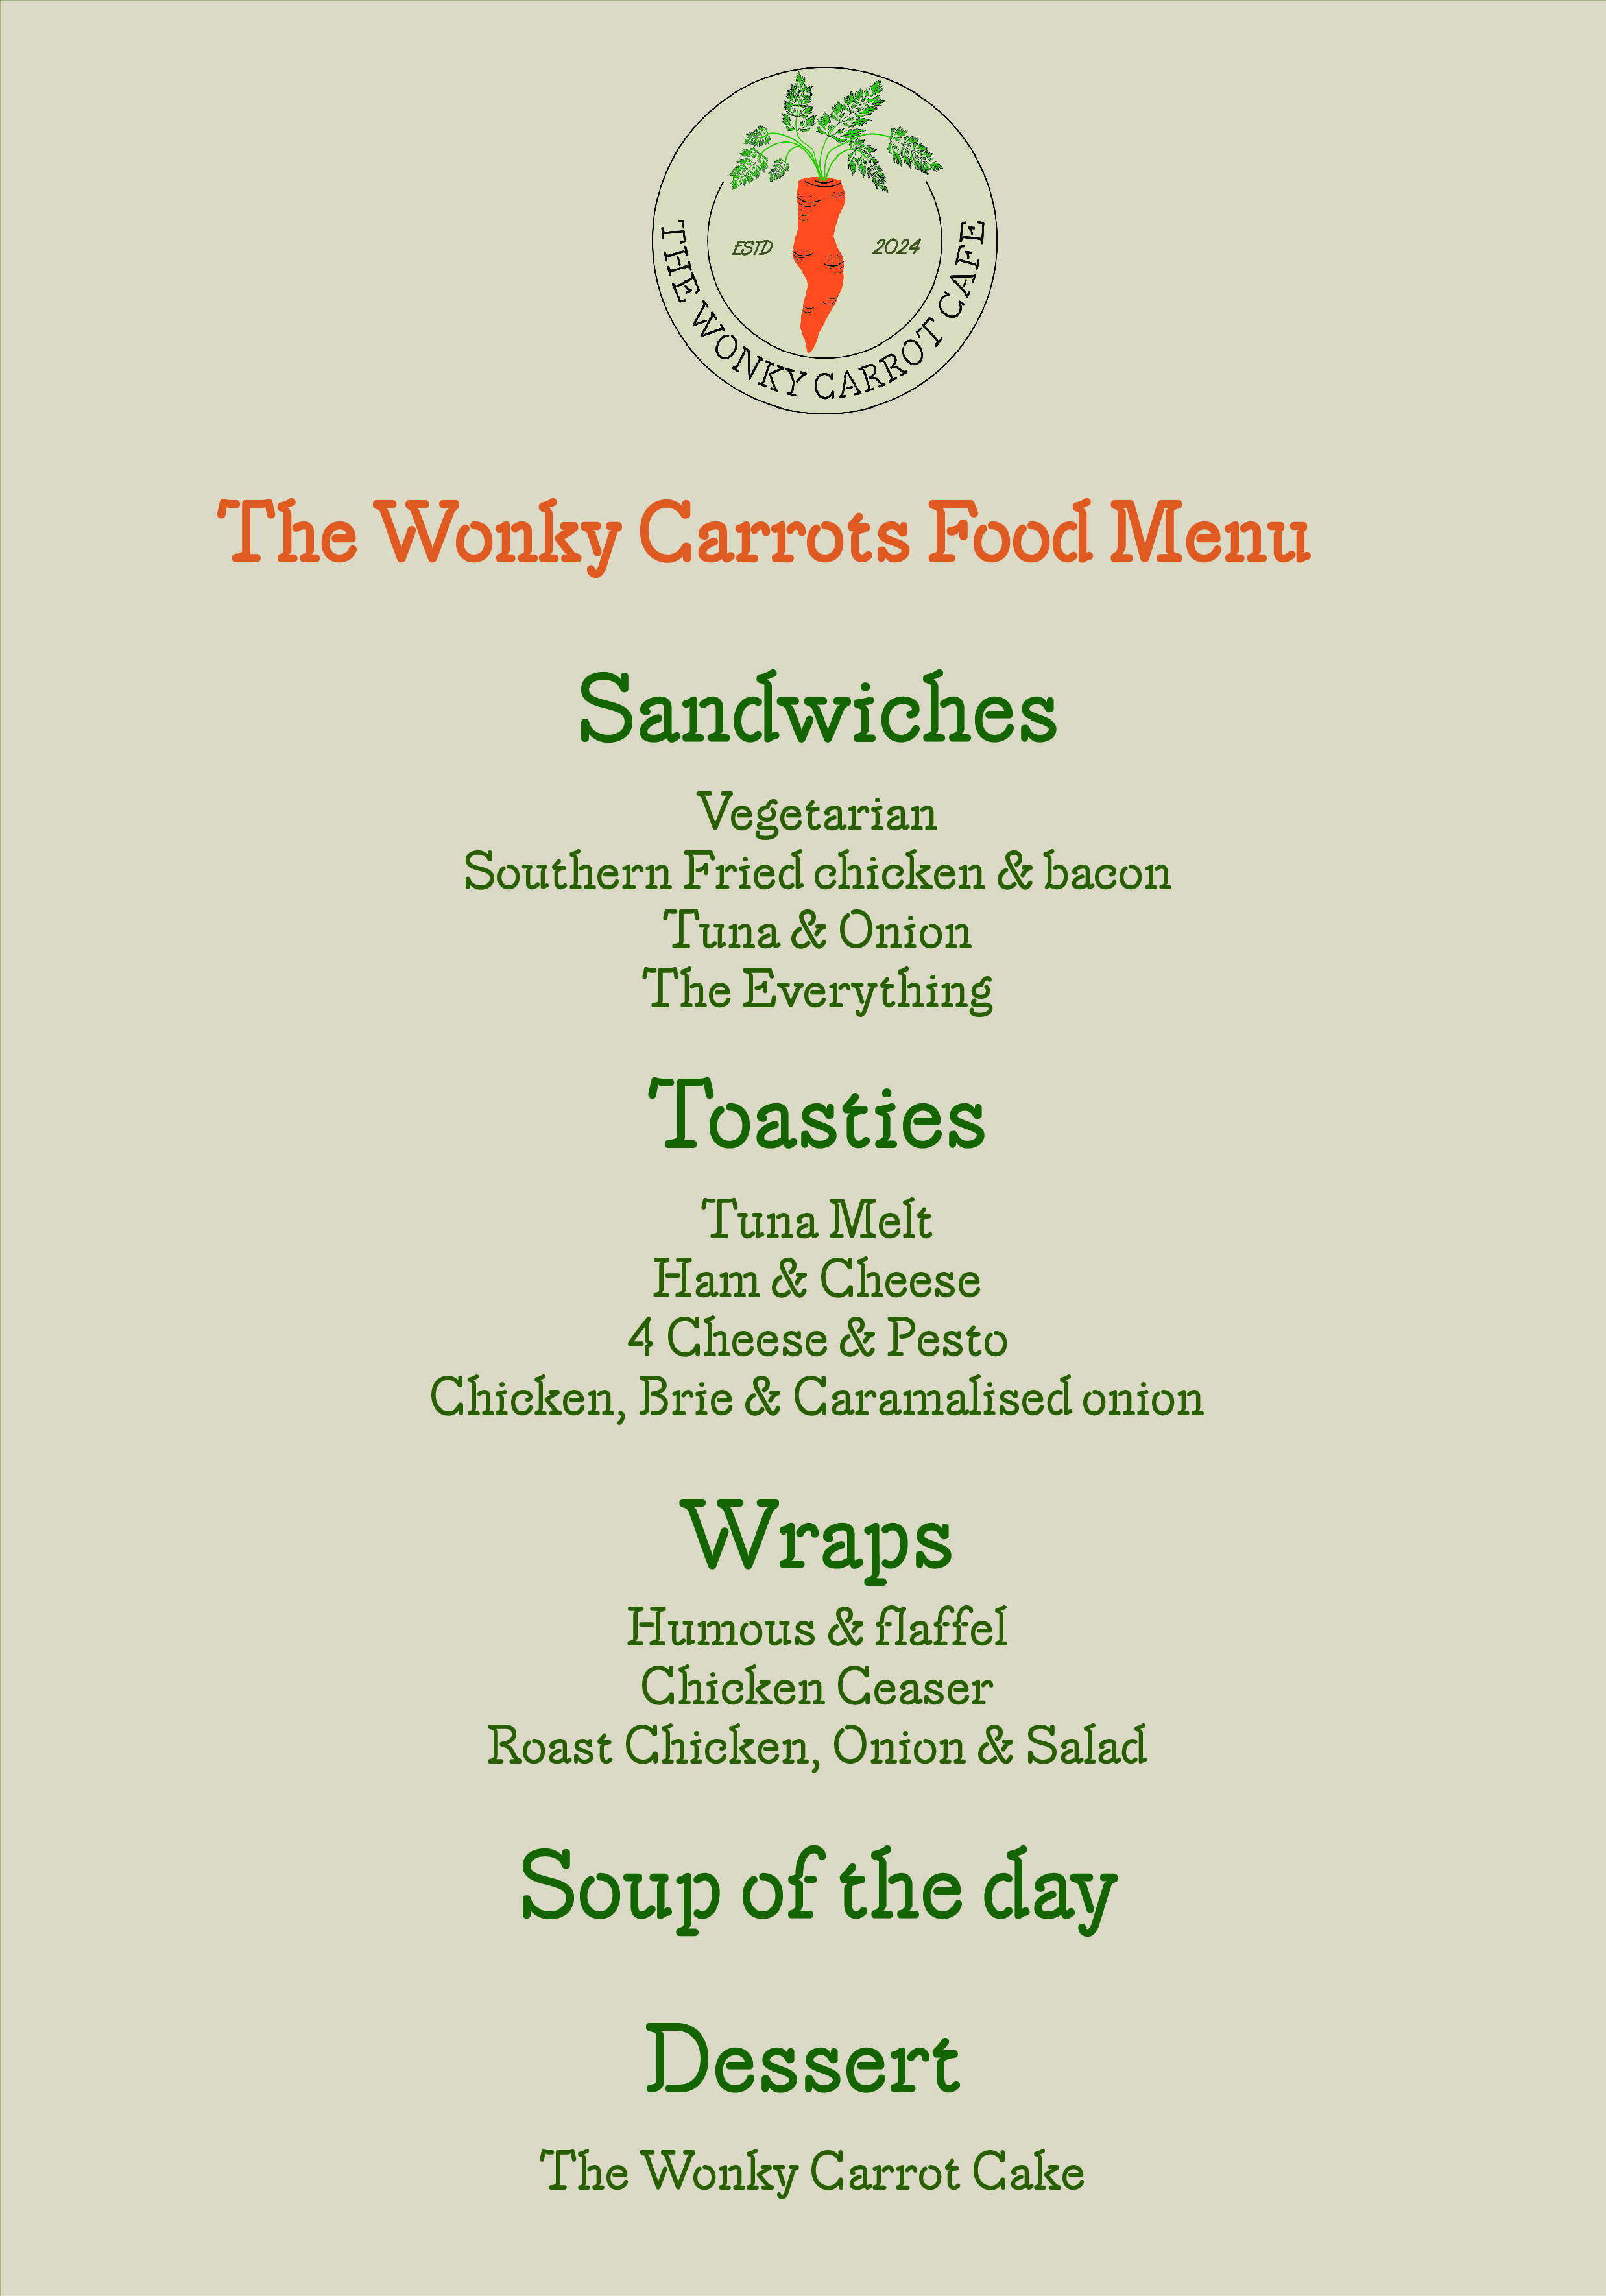 ESTD 2024
THE WONKY CARROT CAFE
The Wonky Carrots Food Menu
Sandwiches
Vegetarian
Southern Fried chicken & bacon
Tuna & Onion
The Everything
Toasties
Tuna Melt
Ham & Cheese
4 Cheese & Pesto
Chicken, Brie & Caramalised onion
Wraps
Humous & flaffel
Chicken Ceaser
Roast Chicken, Onion & Salad
Soup of the day
Dessert
The Wonky Carrot Cake